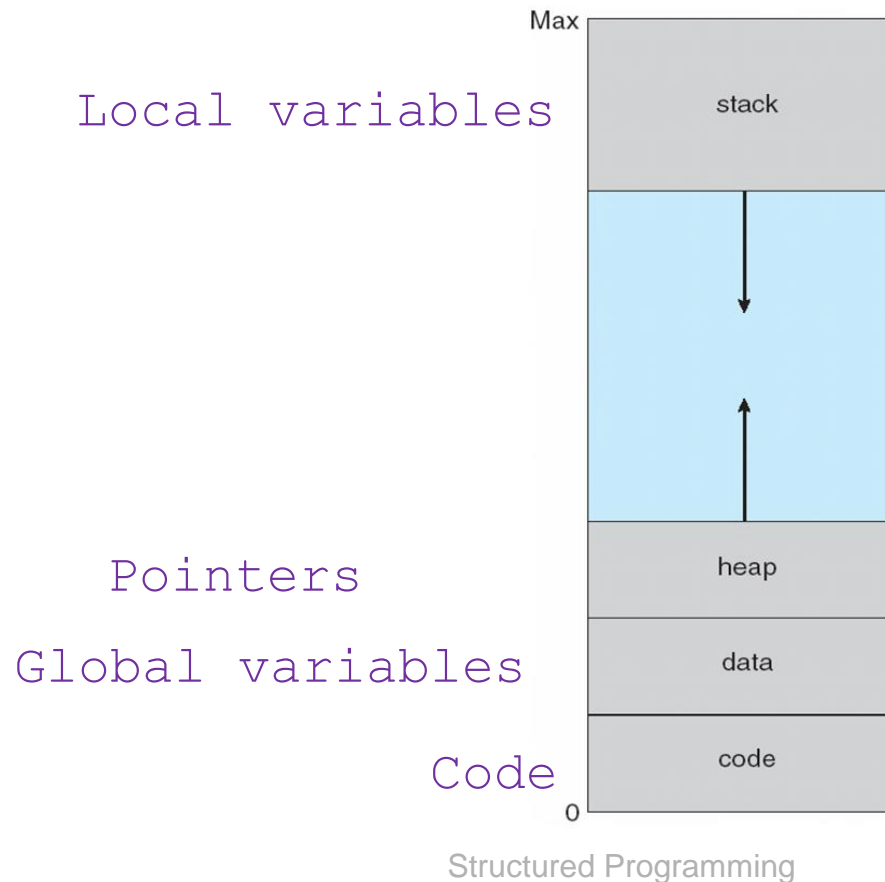 Max
Local variables
stack
Pointers
heap
Global variables
data
Code
code
0
Structured Programming